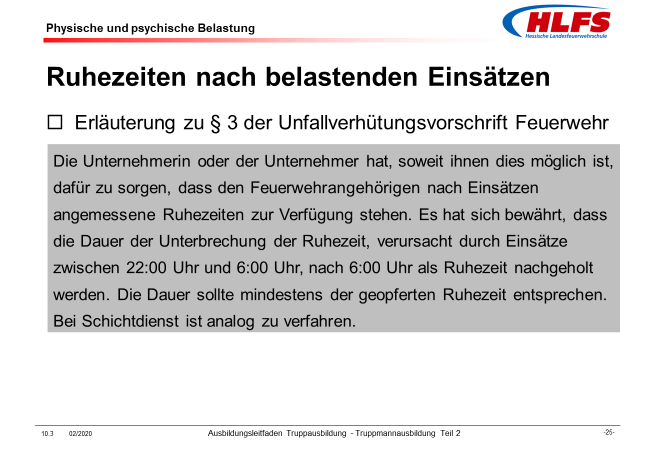 Physische und psychische Belastung
HLFS
Hessische Landesfeuerwehrschule
Ruhezeiten nach belastenden Einsätzen
Erläuterung zu § 3 der Unfallverhütungsvorschrift Feuerwehr
Die Unternehmerin oder der Unternehmer hat, soweit ihnen dies möglich ist,
dafür zu sorgen, dass den Feuerwehrangehörigen nach Einsätzen
angemessene Ruhezeiten zur Verfügung stehen. Es hat sich bewährt, dass
die Dauer der Unterbrechung der Ruhezeit, verursacht durch Einsätze
zwischen 22:00 Uhr und 6:00 Uhr, nach 6:00 Uhr als Ruhezeit nachgeholt
werden. Die Dauer sollte mindestens der geopferten Ruhezeit entsprechen.
Bei Schichtdienst ist analog zu verfahren.
10.3 02/2020 Ausbildungsleitfaden Truppausbildung - Truppmannausbildung Teil 2 -25-